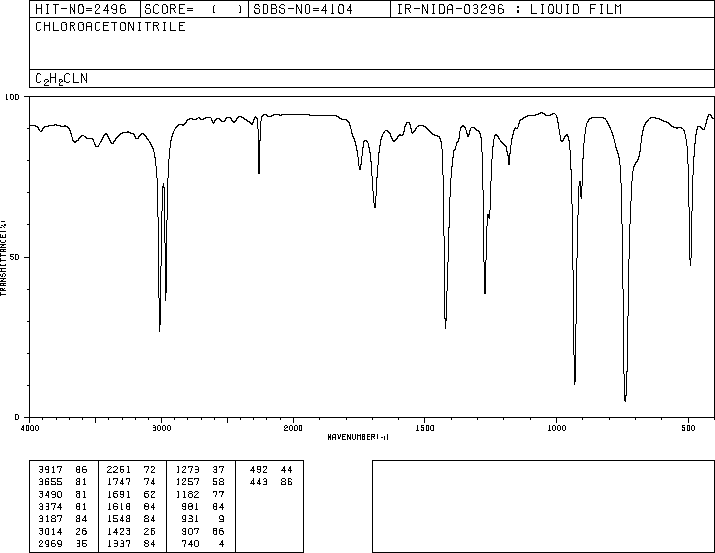 HIT-NO=2496 SCORE= ( ) SDBS-NO=4104 IR-NIDA-03296 : LIQUID FILM
CHLOROACETONITRILE
C2H2CLN
100
50
0
TRANSMITTANCE(%)
4000 3000 2000 1500 1000 500
WAVENUMBER(-1)
3917 86 2261 72 1273 37 492 44
3655 81 1747 74 1257 58 443 86
3490 81 1691 62 1182 77
3374 81 1618 84 981 84
3187 84 1548 84 931 9
3014 26 1423 26 907 66
2969 35 1337 84 740 4